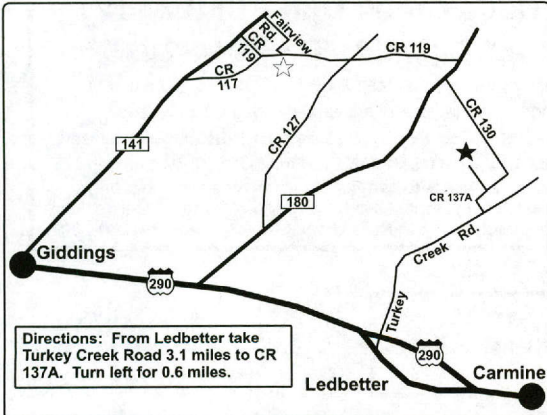 Fairview
Rd.
CR
119
CR 119
CR
117
CR 127
CR 130
141
180
CR 137A
Giddings
290
Turkey Creek Rd.
290
Directions: From Ledbetter take
Turkey Creek Road 3.1 miles to CR
137A. Turn left for 0.6 miles.
Ledbetter
Carmine